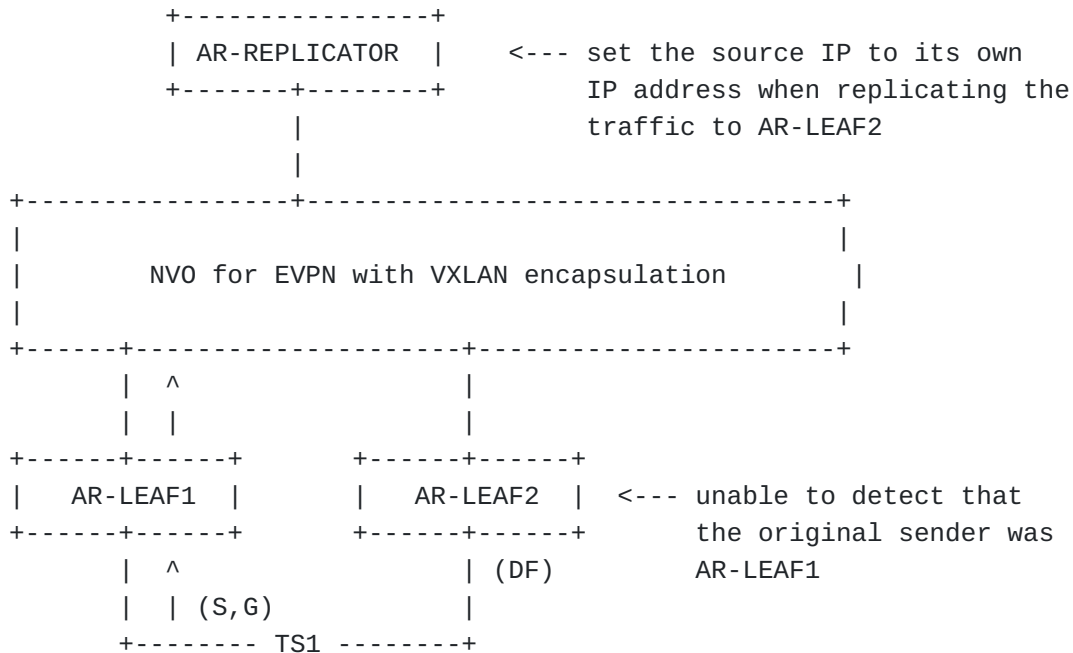 +----------------+
| AR-REPLICATOR  |    <--- set the source IP to its own
+-------+--------+         IP address when replicating the
        |                  traffic to AR-LEAF2
        |
+-----------------+----------------------------------+
|                                                    |
|        NVO for EVPN with VXLAN encapsulation        |
|                                                    |
+------+---------------------+-----------------------+
       |  ^                  |
       |  |                  |
+------+------+       +------+------+
|   AR-LEAF1  |       |   AR-LEAF2  |  <--- unable to detect that
+------+------+       +------+------+       the original sender was
       |  ^                  | (DF)         AR-LEAF1
       |  | (S,G)            |
       +-------- TS1 --------+